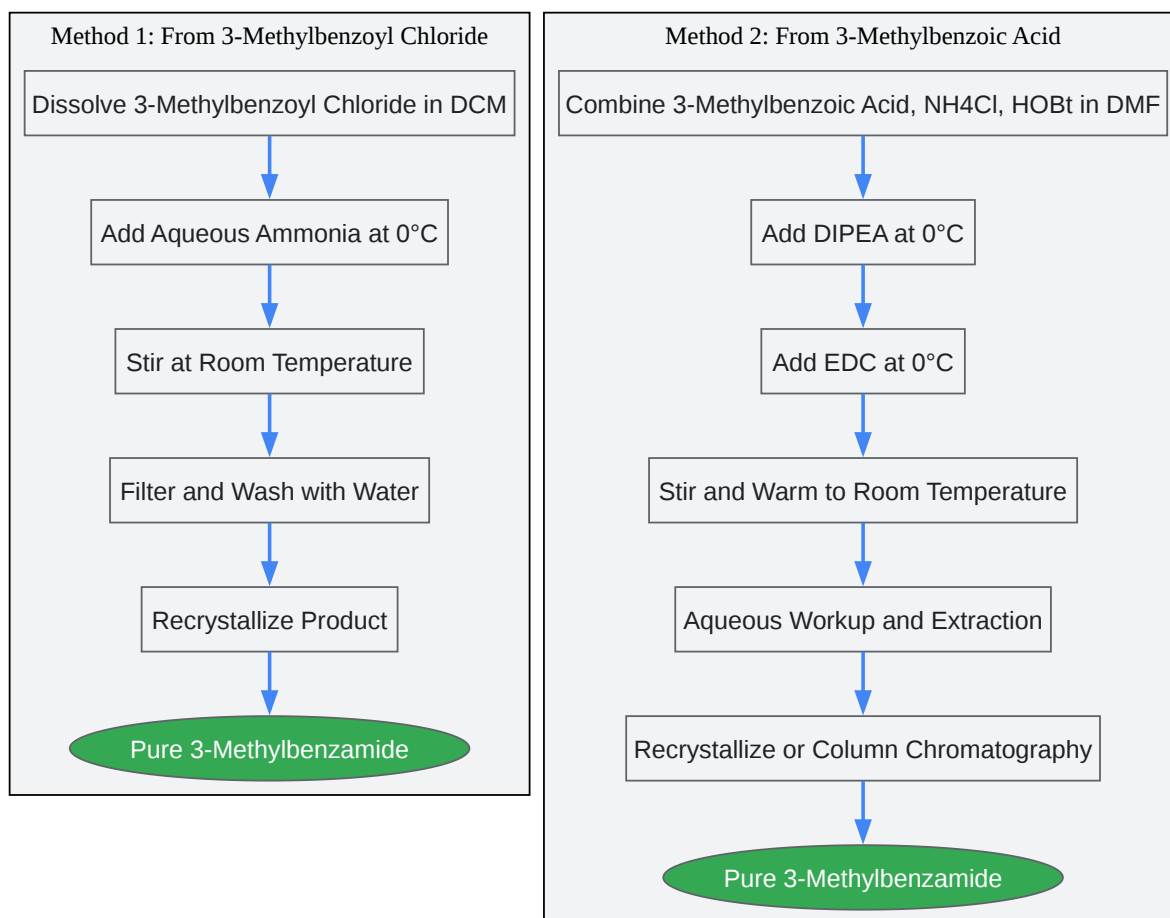 Method 1: From 3-Methylbenzoyl Chloride
Dissolve 3-Methylbenzoyl Chloride in DCM
Add Aqueous Ammonia at 0°C
Stir at Room Temperature
Filter and Wash with Water
Recrystallize Product
Pure 3-Methylbenzamide
Method 2: From 3-Methylbenzoic Acid
Combine 3-Methylbenzoic Acid, NH4Cl, HOBt in DMF
Add DIPEA at 0°C
Add EDC at 0°C
Stir and Warm to Room Temperature
Aqueous Workup and Extraction
Recrystallize or Column Chromatography
Pure 3-Methylbenzamide